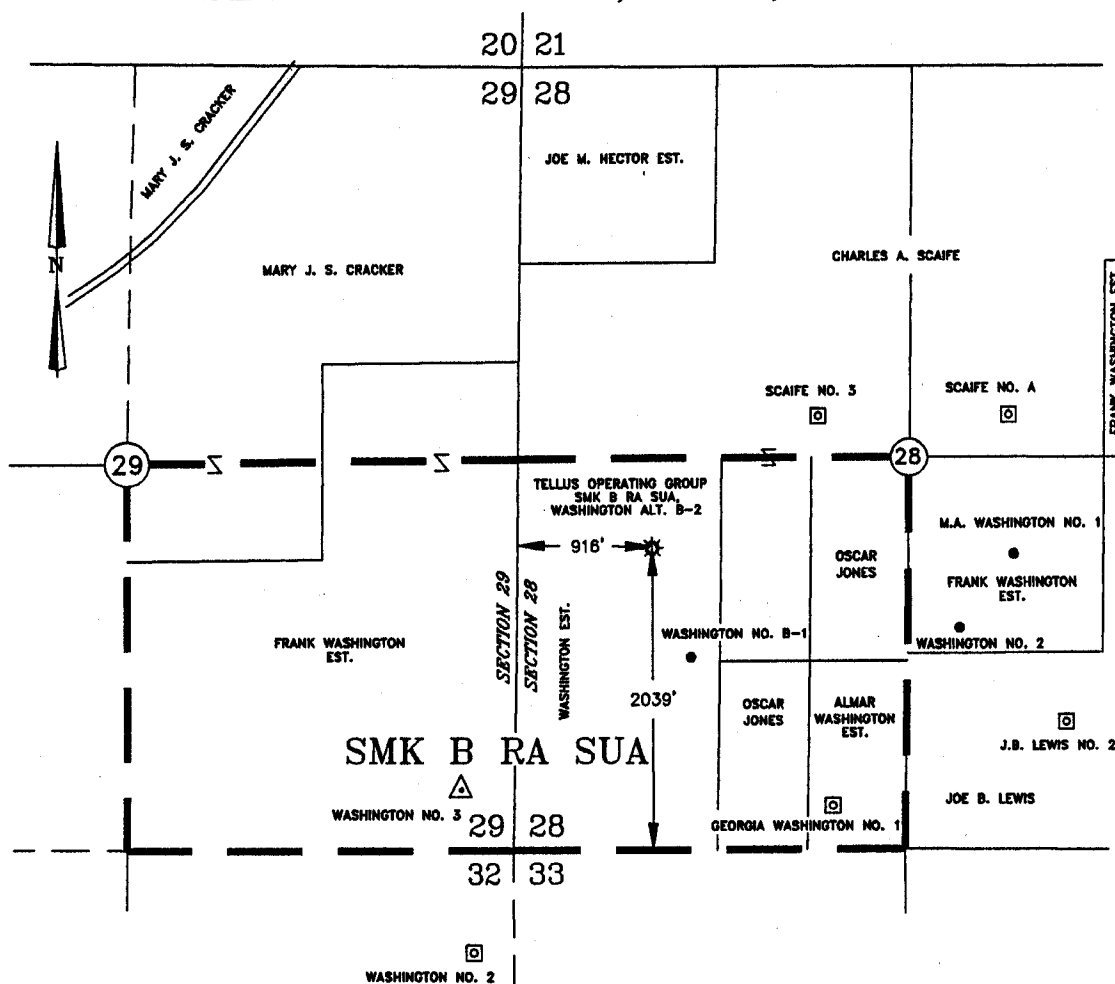 20 21
29 28
MARY J. S. CRACKER
JOE M. HECTOR EST.
N
MARY J. S. CRACKER
CHARLES A. SCAIFE
FRANK WASHINGTON EST.
SCAIFE NO. 3
SCAIFE NO. A
29
28
TELLUS OPERATING GROUP
SMK B RA SUA,
WASHINGTON ALT. B-2
916'
M.A. WASHINGTON NO. 1
OSCAR
JONES
FRANK WASHINGTON
EST.
SECTION 29
SECTION 28
WASHINGTON EST.
FRANK WASHINGTON
EST.
WASHINGTON NO. B-1
WASHINGTON NO. 2
2039'
OSCAR
JONES
ALMAR
WASHINGTON
EST.
J.B. LEWIS NO. 2
SMK B RA SUA
WASHINGTON NO. 3
JOE B. LEWIS
GEORGIA WASHINGTON NO. 1
29 28
32 33
WASHINGTON NO. 2